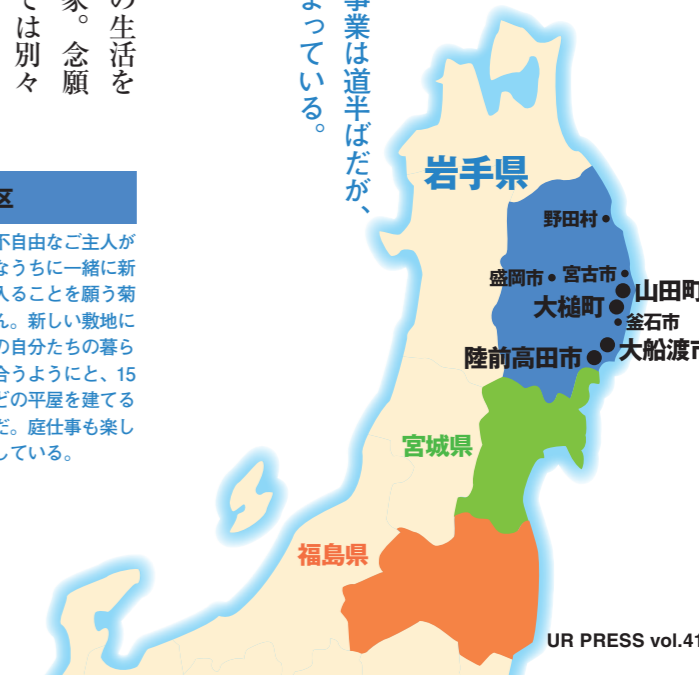 事業は道半ばだが、
まっている。
の生活を
家。念願
では別々
区
不自由なご主人が
なうちに一緒に新
入ることを願う菊
ん。新しい敷地に
の自分たちの暮ら
合うようにと、15
どの平屋を建てる
だ。庭仕事も楽し
している。
岩手県
野田村
盛岡市
宮古市
山田町
大槌町
釜石市
大船渡市
陸前高田市
宮城県
福島県
UR PRESS vol.41